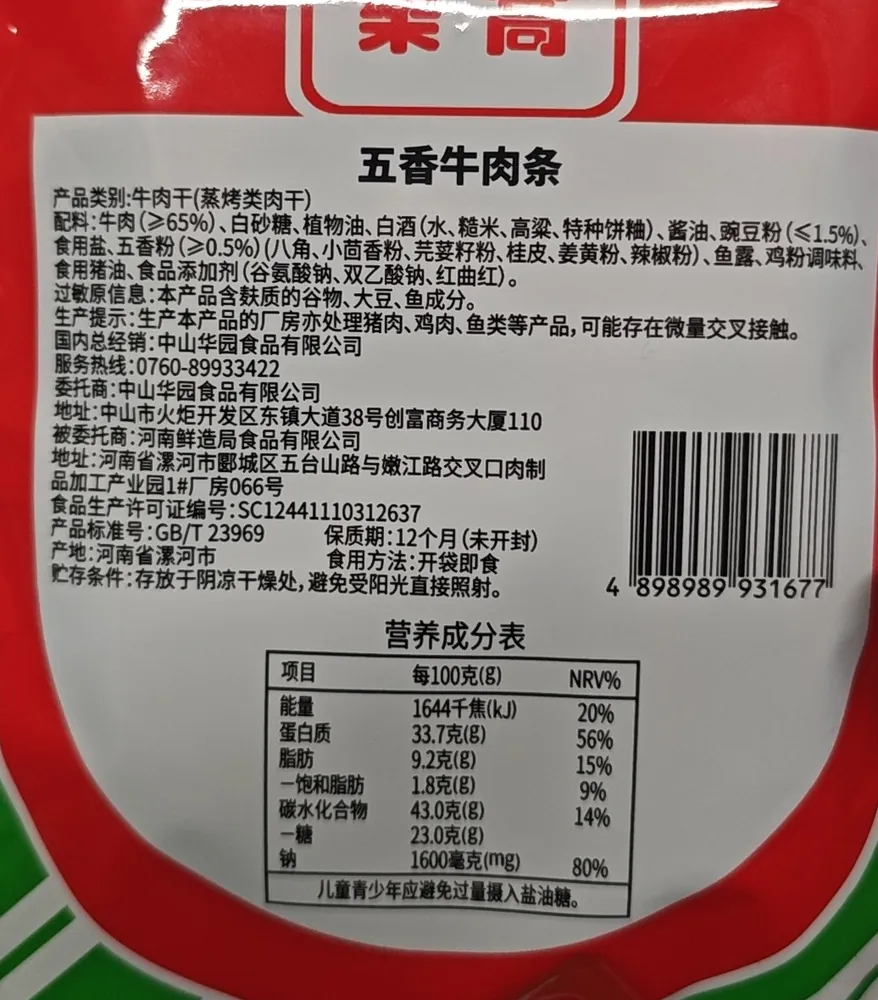 五香牛肉条
产品类别:牛肉干(蒸烤类肉干)
配料:牛肉(≥65%)、白砂糖、植物油、白酒(水、糙米、高粱、特种饼粬)、酱油、豌豆粉(≤1.5%)、
食用盐、五香粉(≥0.5%)(八角、小茴香粉、芫荽籽粉、桂皮、姜黄粉、辣椒粉)、鱼露、鸡粉调味料、
食用猪油、食品添加剂(谷氨酸钠、双乙酸钠、红曲红)。
过敏原信息:本产品含麸质的谷物、大豆、鱼成分。
生产提示:生产本产品的厂房亦处理猪肉、鸡肉、鱼类等产品,可能存在微量交叉接触。
国内总经销:中山华园食品有限公司
服务热线:0760-89933422
委托商:中山华园食品有限公司
地址:中山市火炬开发区东镇大道38号创富商务大厦110
被委托商:河南鲜造局食品有限公司
地址:河南省漯河市郾城区五台山路与嫩江路交叉口肉制
品加工产业园1#厂房066号
食品生产许可证编号:SC12441110312637
产品标准号:GB/T 23969 保质期:12个月(未开封)
产地:河南省漯河市 食用方法:开袋即食
贮存条件:存放于阴凉干燥处,避免受阳光直接照射。
4 898989 931677
营养成分表
项目 每100克(g) NRV%
能量 1644千焦(kJ) 20%
蛋白质 33.7克(g) 56%
脂肪 9.2克(g) 15%
—饱和脂肪 1.8克(g) 9%
碳水化合物 43.0克(g) 14%
—糖 23.0克(g)
钠 1600毫克(mg) 80%
儿童青少年应避免过量摄入盐油糖。